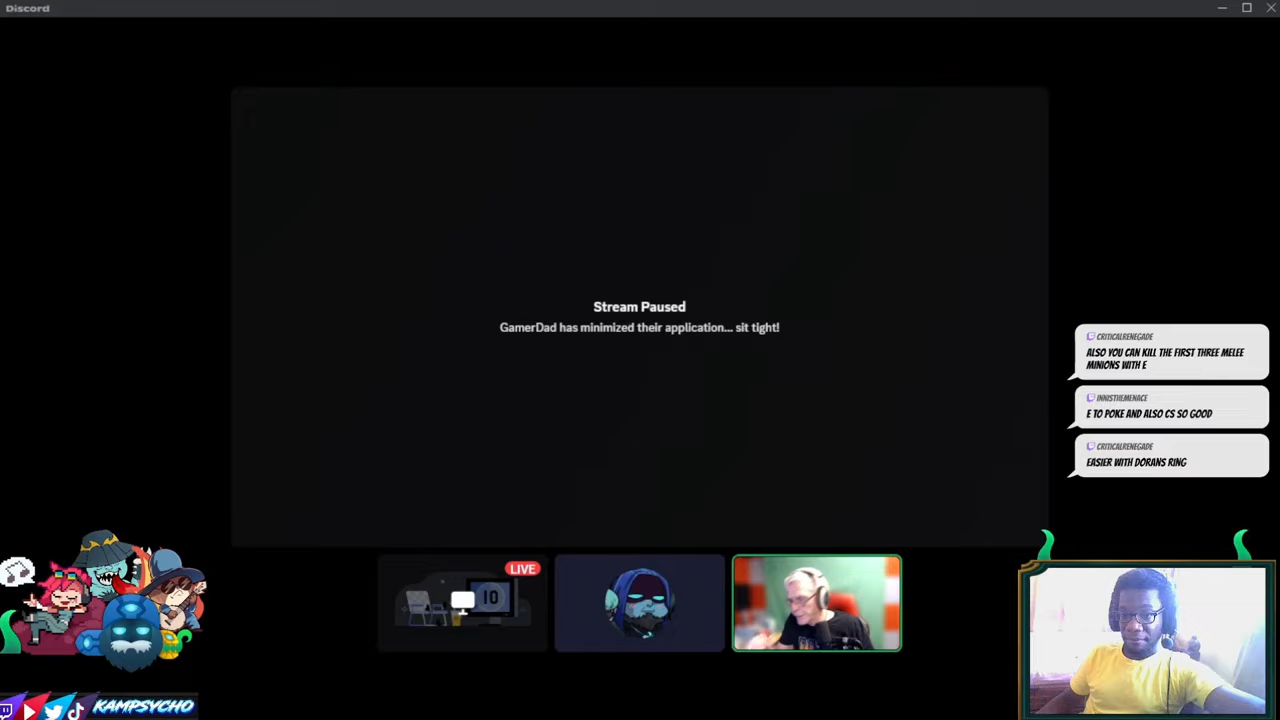 Discord
Stream Paused
GamerDad has minimized their application... sit tight!
CRITICALRENEGADE
ALSO YOU CAN KILL THE FIRST THREE MELEE
MINIONS WITH E
INNISTHEMENACE
E TO POKE AND ALSO CS SO GOOD
CRITICALRENEGADE
EASIER WITH DORANS RING
LIVE
10
KAMPSYCHO